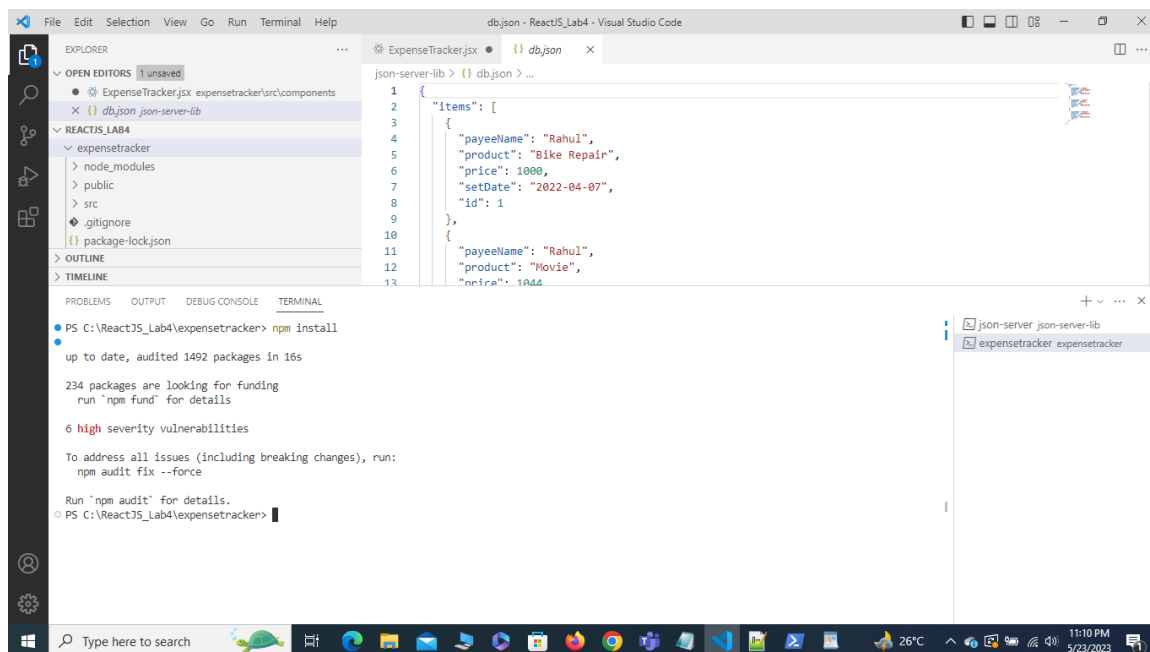 File Edit Selection View Go Run Terminal Help
db.json - ReactJS_Lab4 - Visual Studio Code
EXPLORER
OPEN EDITORS 1 unsaved
ExpenseTracker.jsx expensetracker\src\components
{} db.json json-server-lib
REACTJS_LAB4
expensetracker
node_modules
public
src
.gitignore
{} package-lock.json
OUTLINE
TIMELINE
1
ExpenseTracker.jsx
{} db.json
json-server-lib > {} db.json > ...
1 {
2 "items": [
3 {
4 "payeeName": "Rahul",
5 "product": "Bike Repair",
6 "price": 1000,
7 "setDate": "2022-04-07",
8 "id": 1
9 },
10 {
11 "payeeName": "Rahul",
12 "product": "Movie",
13 "price": 1044
PROBLEMS OUTPUT DEBUG CONSOLE TERMINAL
PS C:\ReactJS_Lab4\expensetracker> npm install
up to date, audited 1492 packages in 16s
234 packages are looking for funding
run `npm fund` for details
6 high severity vulnerabilities
To address all issues (including breaking changes), run:
npm audit fix --force
Run `npm audit` for details.
PS C:\ReactJS_Lab4\expensetracker>
json-server json-server-lib
expensetracker expensetracker
Type here to search
26°C
11:10 PM
5/23/2023